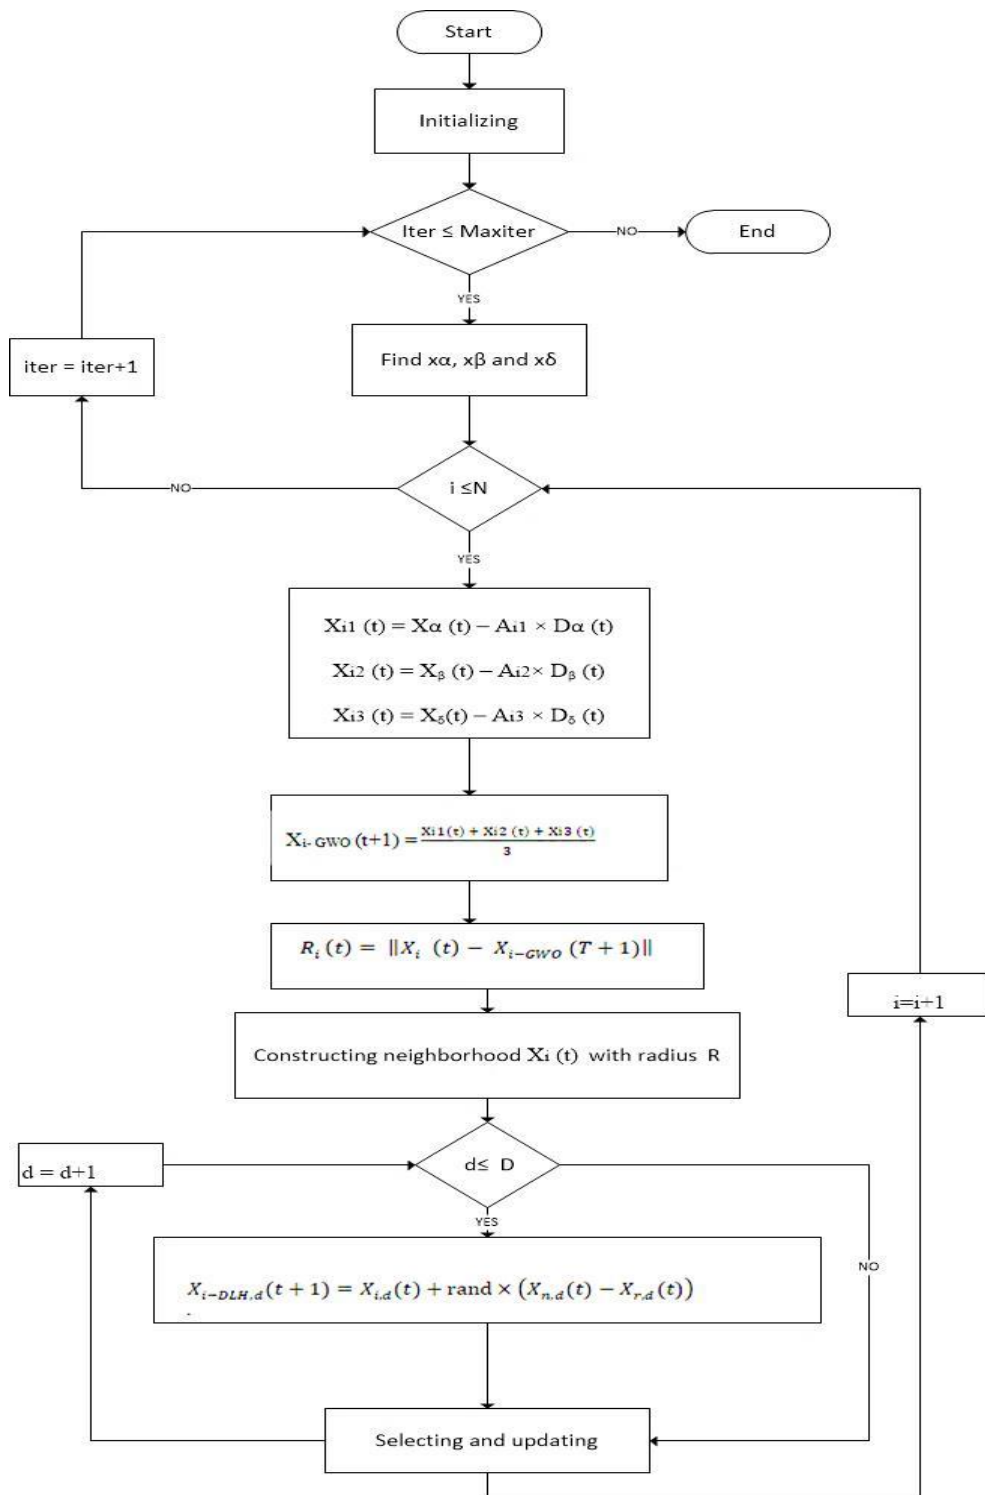 Start
Initializing
Iter ≤ Maxiter
NO
End
YES
Find xα, xβ and xδ
iter = iter+1
i ≤N
NO
YES
Xi1 (t) = Xα (t) – Ai1 × Dα (t)
Xi2 (t) = Xβ (t) – Ai2× Dβ (t)
Xi3 (t) = Xδ(t) – Ai3 × Dδ (t)
Xi- GWO (t+1) = (Xi1(t) + Xi2 (t) + Xi3 (t)) / 3
Ri (t) = ‖Xi (t) − Xi−GWO (T + 1)‖
i=i+1
Constructing neighborhood Xi (t) with radius R
d = d+1
d≤ D
YES
NO
Xi−DLH,d(t + 1) = Xi,d(t) + rand × (Xn,d(t) − Xr,d(t))
.
Selecting and updating